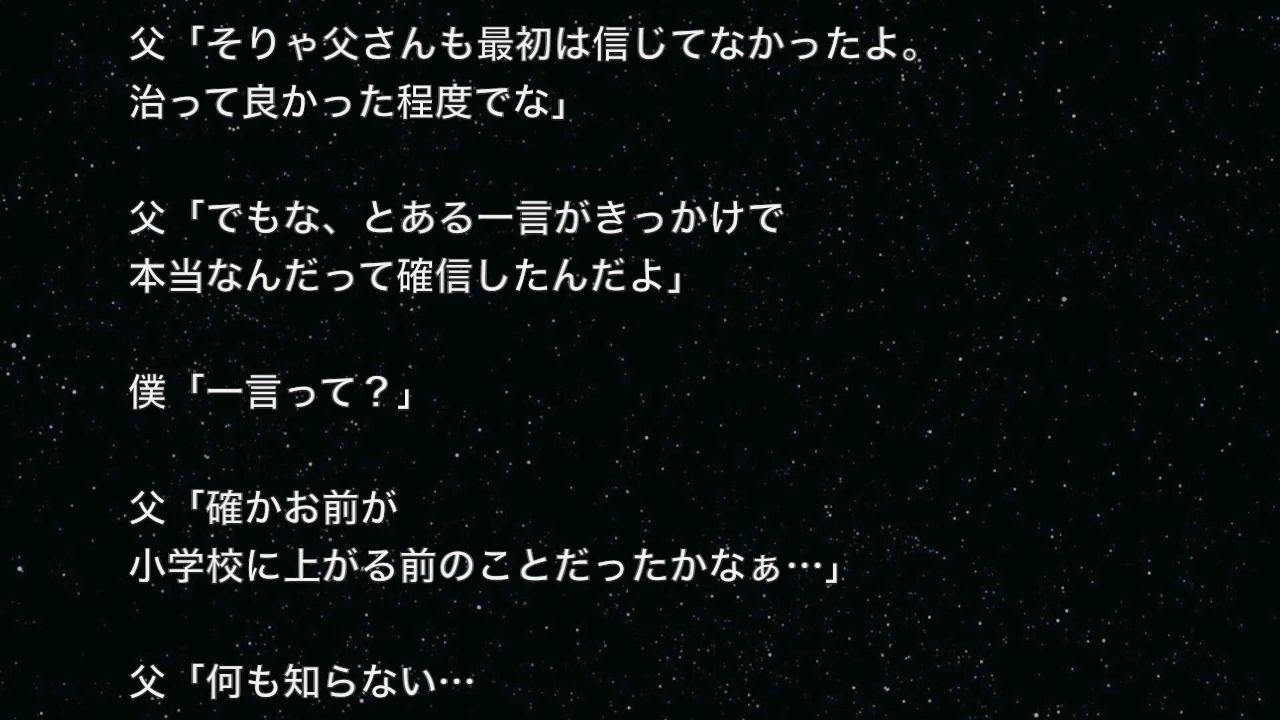 父「そりゃ父さんも最初は信じてなかったよ。
治って良かった程度でな」
父「でもな、とある一言がきっかけで
本当なんだって確信したんだよ」
僕「一言って？」
父「確かお前が
小学校に上がる前のことだったかなぁ…」
父「何も知らない…